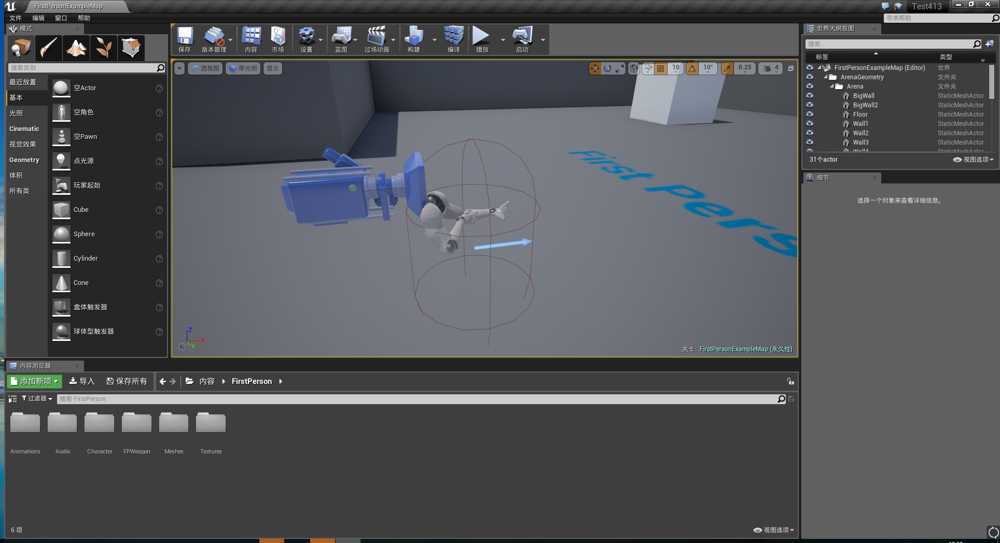 FirstPersonExampleMap
Test413
文件 编辑 窗口 帮助
寻求帮助
模式
保存 版本管理 内容 市场 设置 蓝图 过场动画 构建 编译 播放 启动
搜索类别
最近放置
基本
光照
Cinematic
视觉效果
Geometry
体积
所有类
空Actor
空角色
空Pawn
点光源
玩家起始
Cube
Sphere
Cylinder
Cone
盒体触发器
球体型触发器
透视图 带光照 显示
10 10° 0.25 4
First Pers
Z
X
Y
关卡: FirstPersonExampleMap (永久性)
世界大纲视图
搜索...
标签 类型
FirstPersonExampleMap (Editor) 世界
ArenaGeometry 文件夹
Arena 文件夹
BigWall StaticMeshActor
BigWall2 StaticMeshActor
Floor StaticMeshActor
Wall1 StaticMeshActor
Wall2 StaticMeshActor
Wall3 StaticMeshActor
Wall4 StaticMeshActor
31个actor 视图选项
细节
选择一个对象来查看详细信息。
内容浏览器
添加新项 导入 保存所有 内容 FirstPerson
过滤器 搜索 FirstPerson
Animations Audio Character FPWeapon Meshes Textures
6 项 视图选项